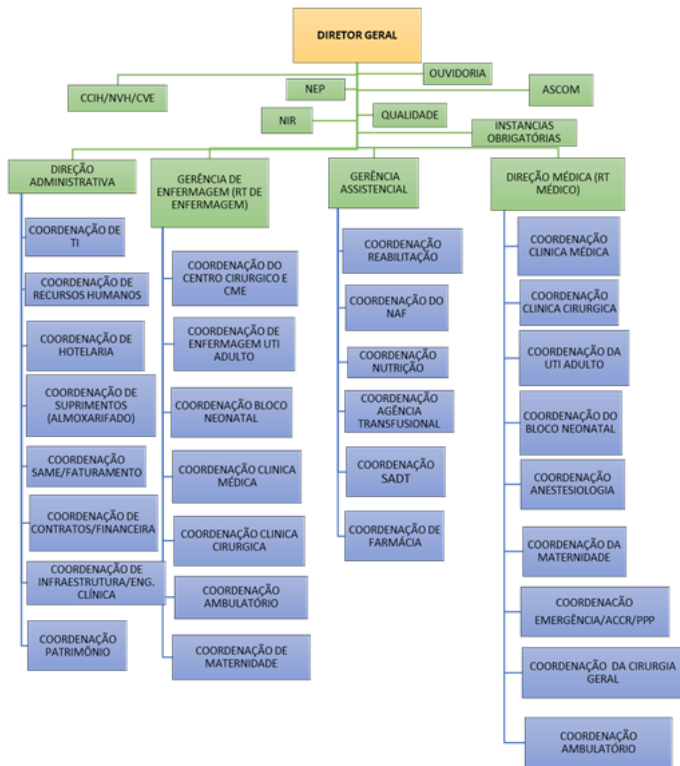 DIRETOR GERAL
OUVIDORIA
CCIH/NVH/CVE
NEP
ASCOM
NIR
QUALIDADE
INSTANCIAS
OBRIGATÓRIAS
DIREÇÃO
ADMINISTRATIVA
COORDENAÇÃO DE
TI
COORDENAÇÃO DE
RECURSOS HUMANOS
COORDENAÇÃO DE
HOTELARIA
COORDENAÇÃO DE
SUPRIMENTOS
(ALMOXARIFADO)
COORDENAÇÃO
SAME/FATURAMENTO
COORDENAÇÃO DE
CONTRATOS/FINANCEIRA
COORDENAÇÃO DE
INFRAESTRUTURA/ENG.
CLÍNICA
COORDENAÇÃO
PATRIMÔNIO
GERÊNCIA DE
ENFERMAGEM (RT DE
ENFERMAGEM)
COORDENAÇÃO DO
CENTRO CIRURGICO E
CME
COORDENAÇÃO DE
ENFERMAGEM UTI
ADULTO
COORDENAÇÃO BLOCO
NEONATAL
COORDENAÇÃO CLINICA
MÉDICA
COORDENAÇÃO CLINICA
CIRURGICA
COORDENAÇÃO
AMBULATÓRIO
COORDENAÇÃO DE
MATERNIDADE
GERÊNCIA
ASSISTENCIAL
COORDENAÇÃO
REABILITAÇÃO
COORDENAÇÃO DO
NAF
COORDENAÇÃO
NUTRIÇÃO
COORDENAÇÃO
AGÊNCIA
TRANSFUSIONAL
COORDENAÇÃO
SADT
COORDENAÇÃO DE
FARMÁCIA
DIREÇÃO MÉDICA (RT
MÉDICO)
COORDENAÇÃO
CLINICA MÉDICA
COORDENAÇÃO
CLINICA CIRURGICA
COORDENAÇÃO DA
UTI ADULTO
COORDENAÇÃO DO
BLOCO NEONATAL
COORDENAÇÃO
ANESTESIOLOGIA
COORDENAÇÃO DA
MATERNIDADE
COORDENACÃO
EMERGÊNCIA/ACCR/PPP
COORDENAÇÃO DA CIRURGIA
GERAL
COORDENAÇÃO
AMBULATÓRIO